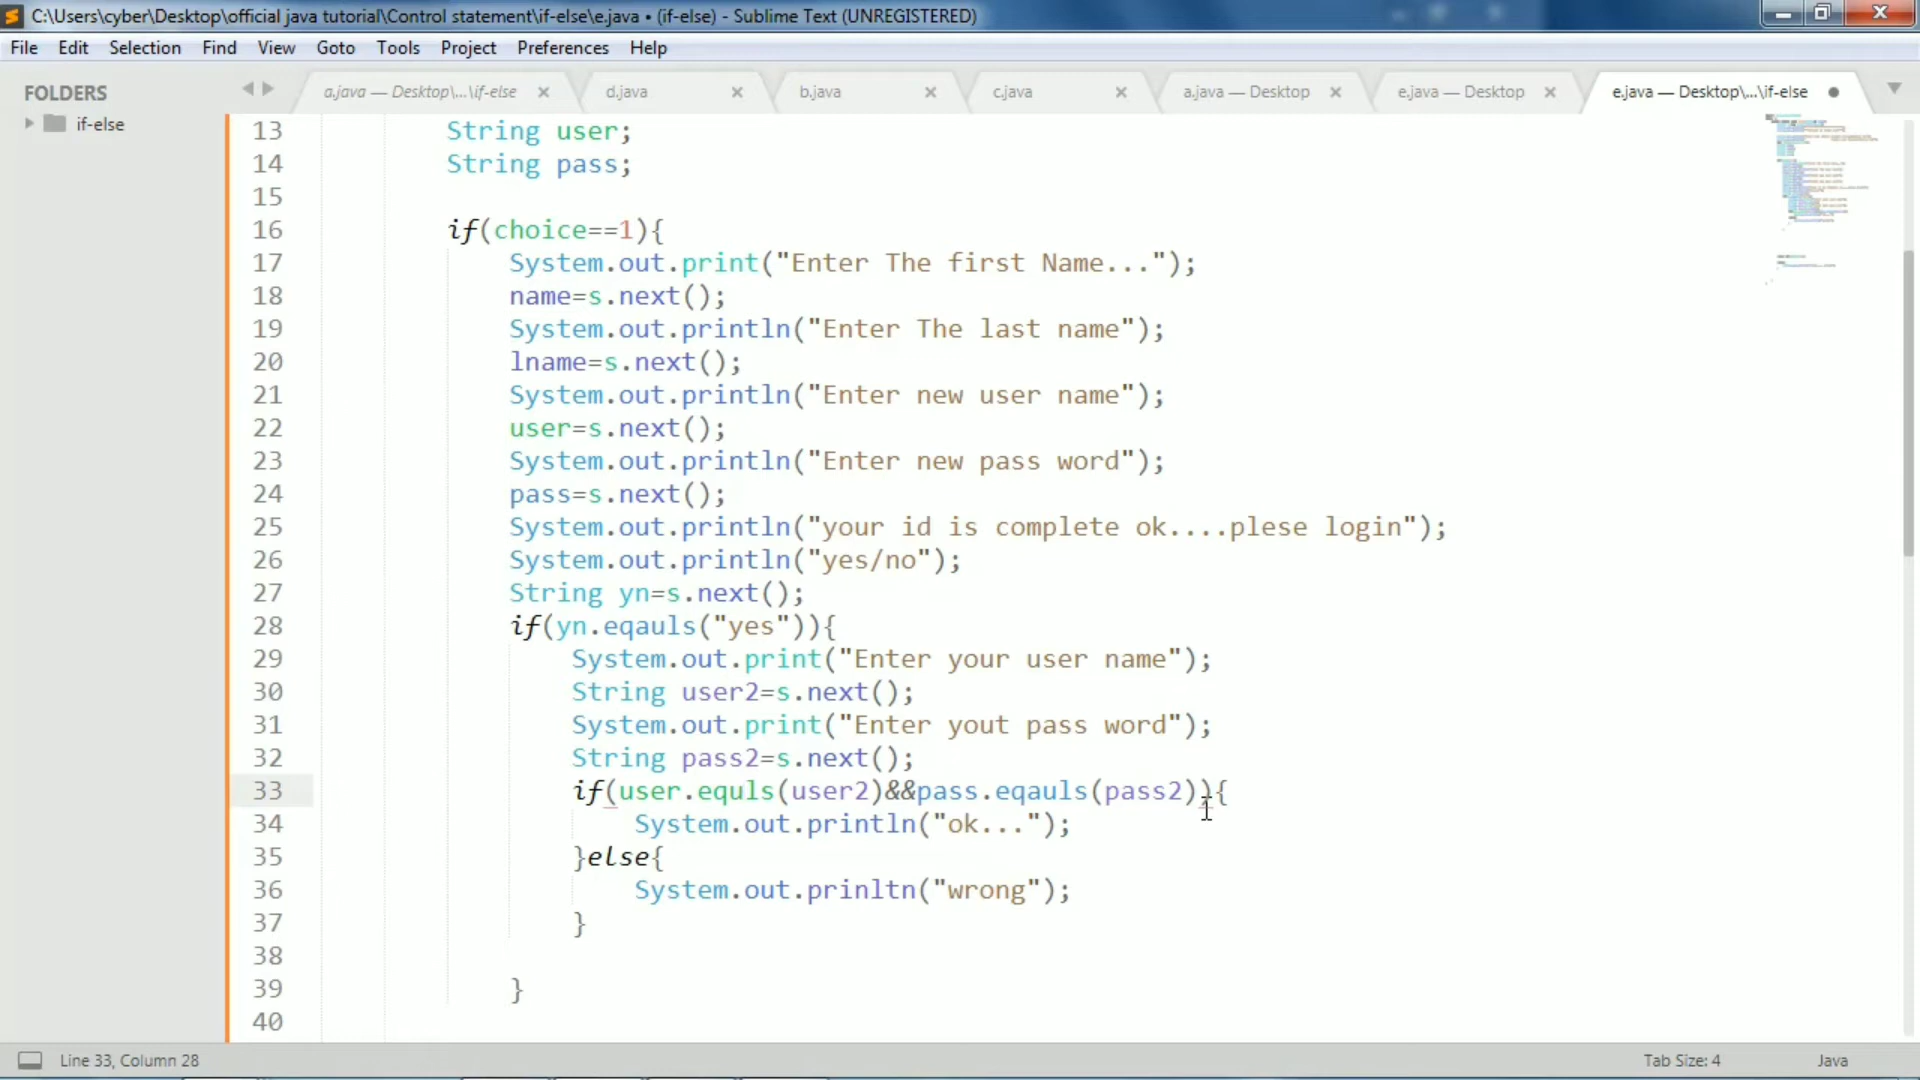 C:\Users\cyber\Desktop\official java tutorial\Control statement\if-else\e.java • (if-else) - Sublime Text (UNREGISTERED)
File Edit Selection Find View Goto Tools Project Preferences Help
FOLDERS
if-else
a.java — Desktop\...\if-else d.java b.java c.java a.java — Desktop e.java — Desktop e.java — Desktop\...\if-else
13 String user;
14 String pass;
15
16 if(choice==1){
17 System.out.print("Enter The first Name...");
18 name=s.next();
19 System.out.println("Enter The last name");
20 lname=s.next();
21 System.out.println("Enter new user name");
22 user=s.next();
23 System.out.println("Enter new pass word");
24 pass=s.next();
25 System.out.println("your id is complete ok....plese login");
26 System.out.println("yes/no");
27 String yn=s.next();
28 if(yn.eqauls("yes")){
29 System.out.print("Enter your user name");
30 String user2=s.next();
31 System.out.print("Enter yout pass word");
32 String pass2=s.next();
33 if(user.equls(user2)&&pass.eqauls(pass2)){
34 System.out.println("ok...");
35 }else{
36 System.out.prinltn("wrong");
37 }
38
39 }
40
Line 33, Column 28
Tab Size: 4 Java